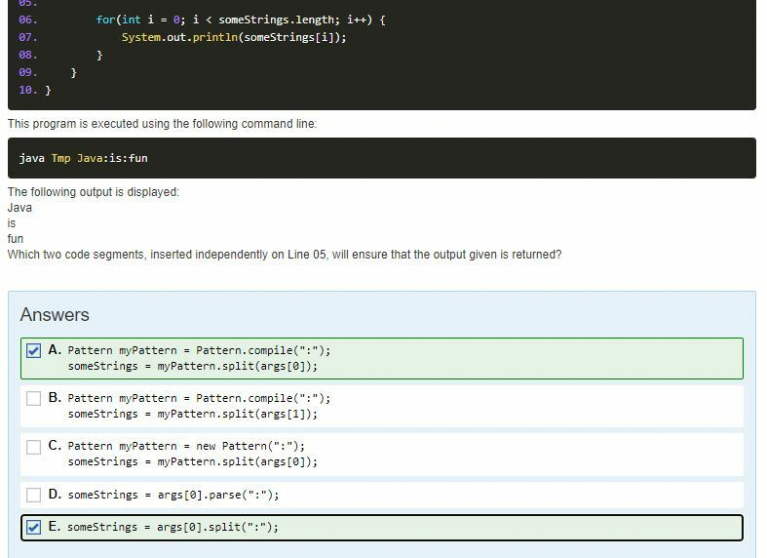 05.
06. for(int i = 0; i < someStrings.length; i++) {
07. System.out.println(someStrings[i]);
08. }
09. }
10. }
This program is executed using the following command line:
java Tmp Java:is:fun
The following output is displayed:
Java
is
fun
Which two code segments, inserted independently on Line 05, will ensure that the output given is returned?
Answers
A. Pattern myPattern = Pattern.compile(":");
someStrings = myPattern.split(args[0]);
B. Pattern myPattern = Pattern.compile(":");
someStrings = myPattern.split(args[1]);
C. Pattern myPattern = new Pattern(":");
someStrings = myPattern.split(args[0]);
D. someStrings = args[0].parse(":");
E. someStrings = args[0].split(":");